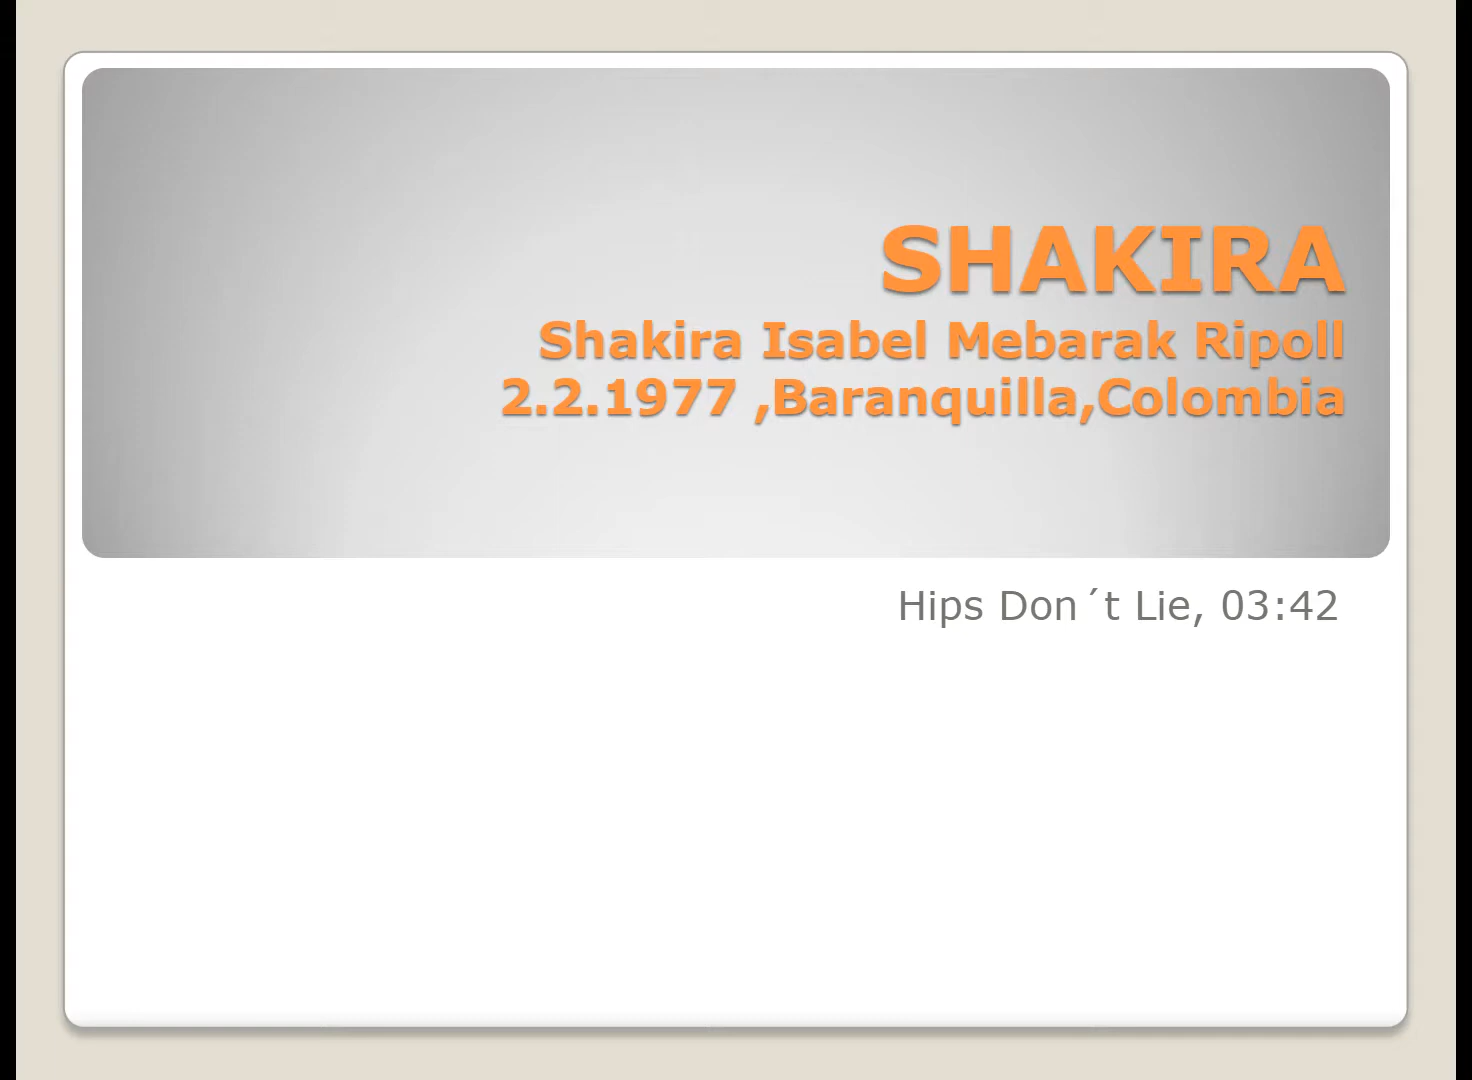 SHAKIRA
Shakira Isabel Mebarak Ripoll
2.2.1977 ,Baranquilla,Colombia
Hips Don´t Lie, 03:42